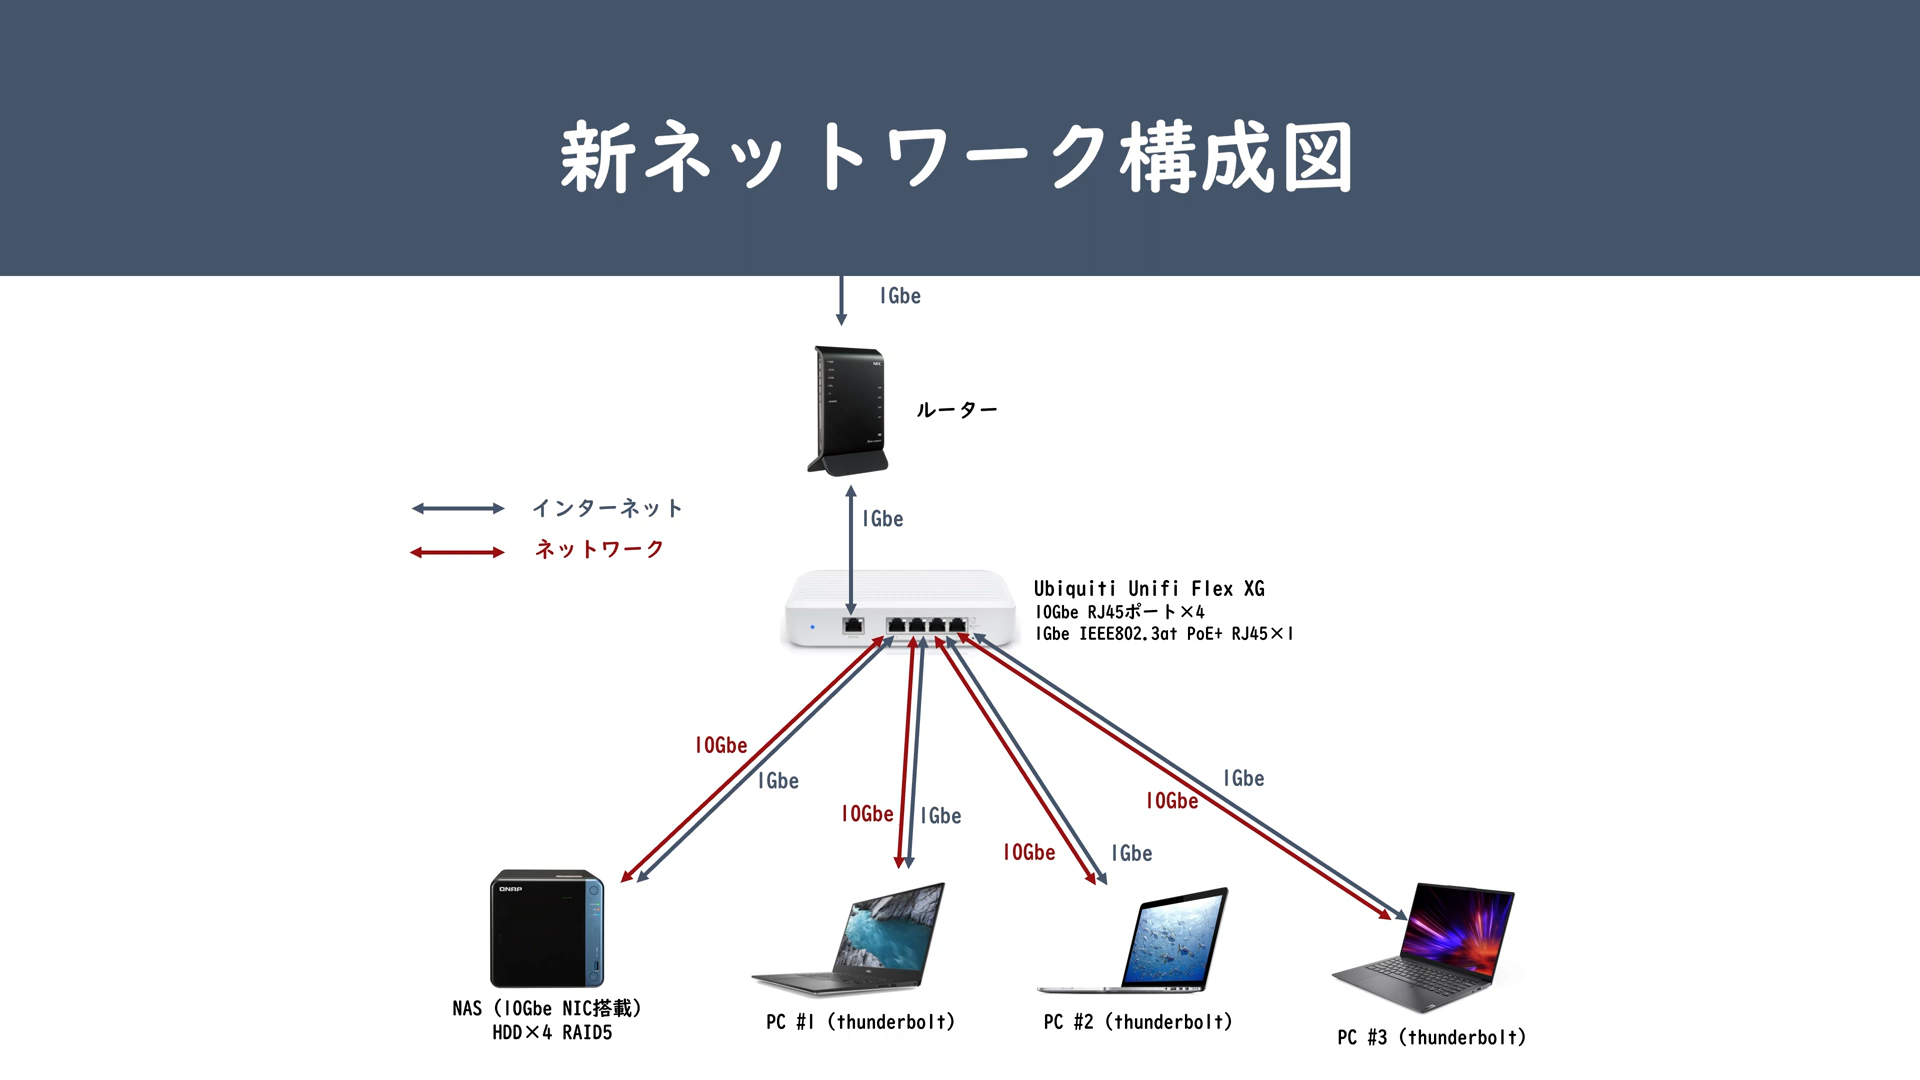 新ネットワーク構成図
1Gbe
NEC
ルーター
インターネット
ネットワーク
1Gbe
Ubiquiti Unifi Flex XG
10Gbe RJ45ポート×4
1Gbe IEEE802.3at PoE+ RJ45×1
10Gbe
1Gbe
10Gbe
1Gbe
10Gbe
1Gbe
10Gbe
1Gbe
QNAP
NAS（10Gbe NIC搭載）
HDD×4 RAID5
PC #1（thunderbolt）
PC #2（thunderbolt）
PC #3（thunderbolt）